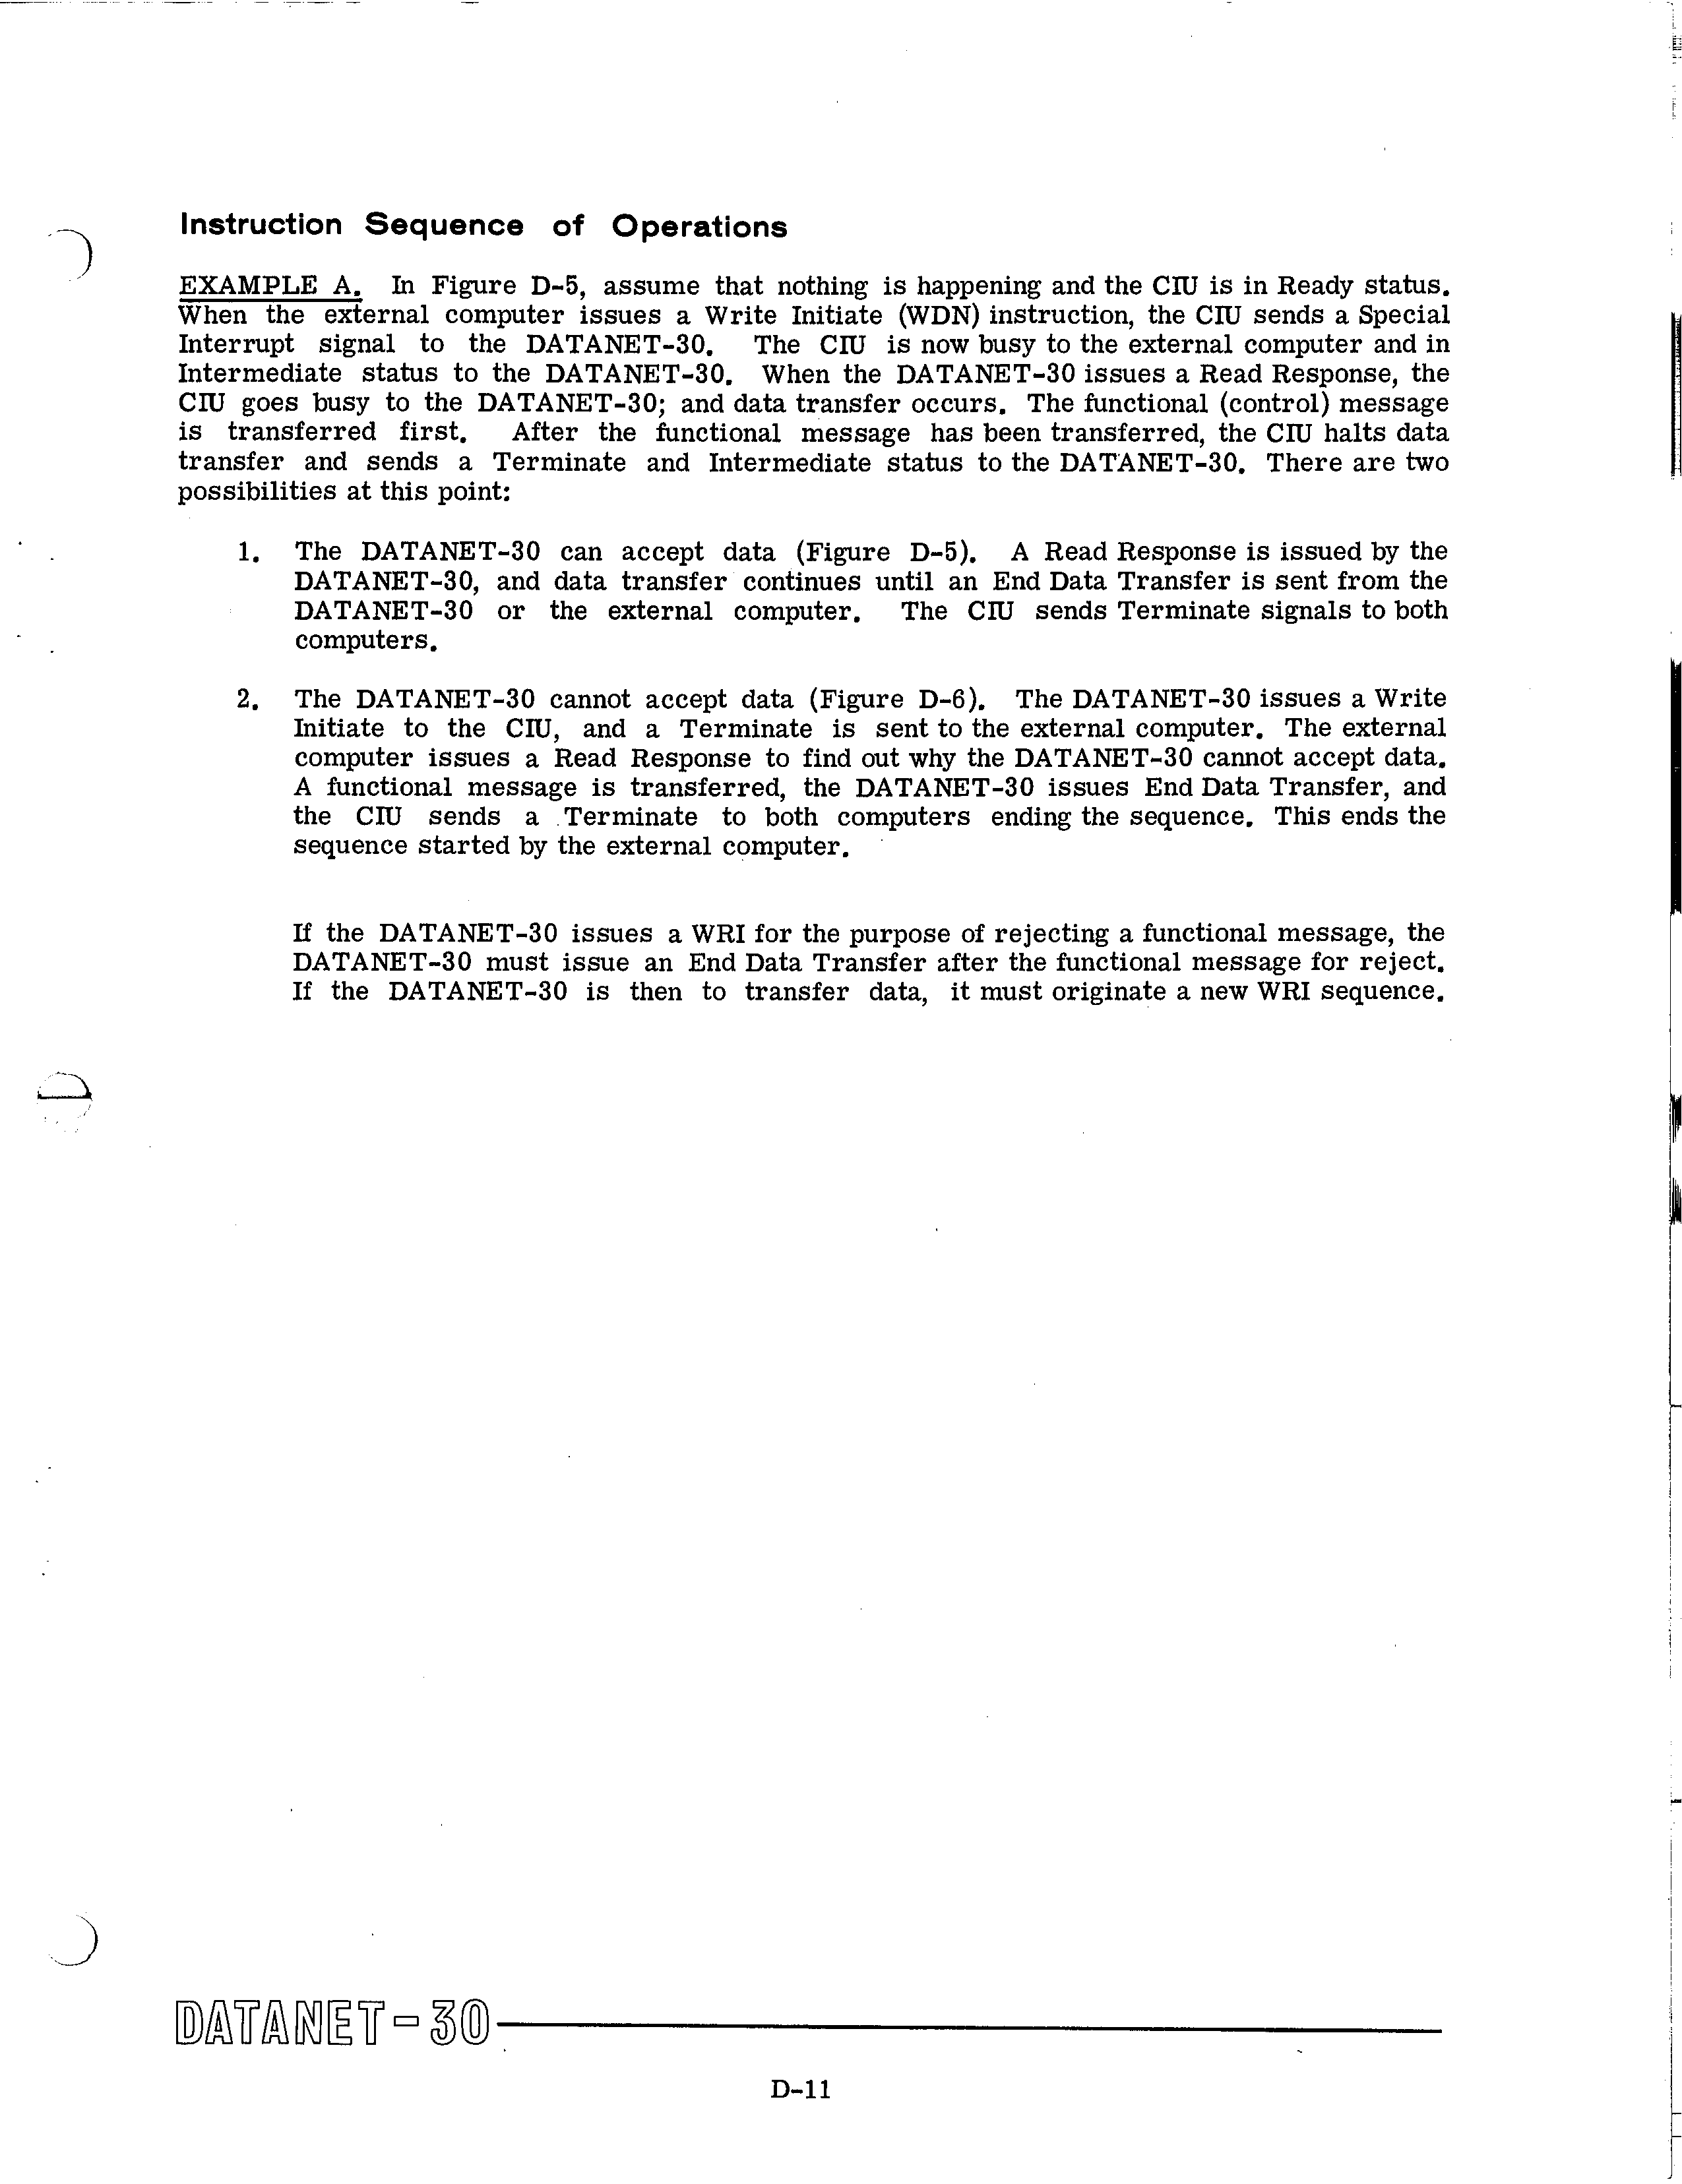 Instruction Sequence of Operations
EXAMPLE A. In Figure D-5, assume that nothing is happening and the CIU is in Ready status.
When the external computer issues a Write Initiate (WDN) instruction, the CIU sends a Special
Interrupt signal to the DATANET-30. The CIU is now busy to the external computer and in
Intermediate status to the DATANET-30. When the DATANET-30 issues a Read Response, the
CIU goes busy to the DATANET-30; and data transfer occurs. The functional (control) message
is transferred first. After the functional message has been transferred, the CIU halts data
transfer and sends a Terminate and Intermediate status to the DATANET-30. There are two
possibilities at this point:
1. The DATANET-30 can accept data (Figure D-5). A Read Response is issued by the
DATANET-30, and data transfer continues until an End Data Transfer is sent from the
DATANET-30 or the external computer. The CIU sends Terminate signals to both
computers.
2. The DATANET-30 cannot accept data (Figure D-6). The DATANET-30 issues a Write
Initiate to the CIU, and a Terminate is sent to the external computer. The external
computer issues a Read Response to find out why the DATANET-30 cannot accept data.
A functional message is transferred, the DATANET-30 issues End Data Transfer, and
the CIU sends a Terminate to both computers ending the sequence. This ends the
sequence started by the external computer.
If the DATANET-30 issues a WRI for the purpose of rejecting a functional message, the
DATANET-30 must issue an End Data Transfer after the functional message for reject.
If the DATANET-30 is then to transfer data, it must originate a new WRI sequence.
DATANET-30
D-11